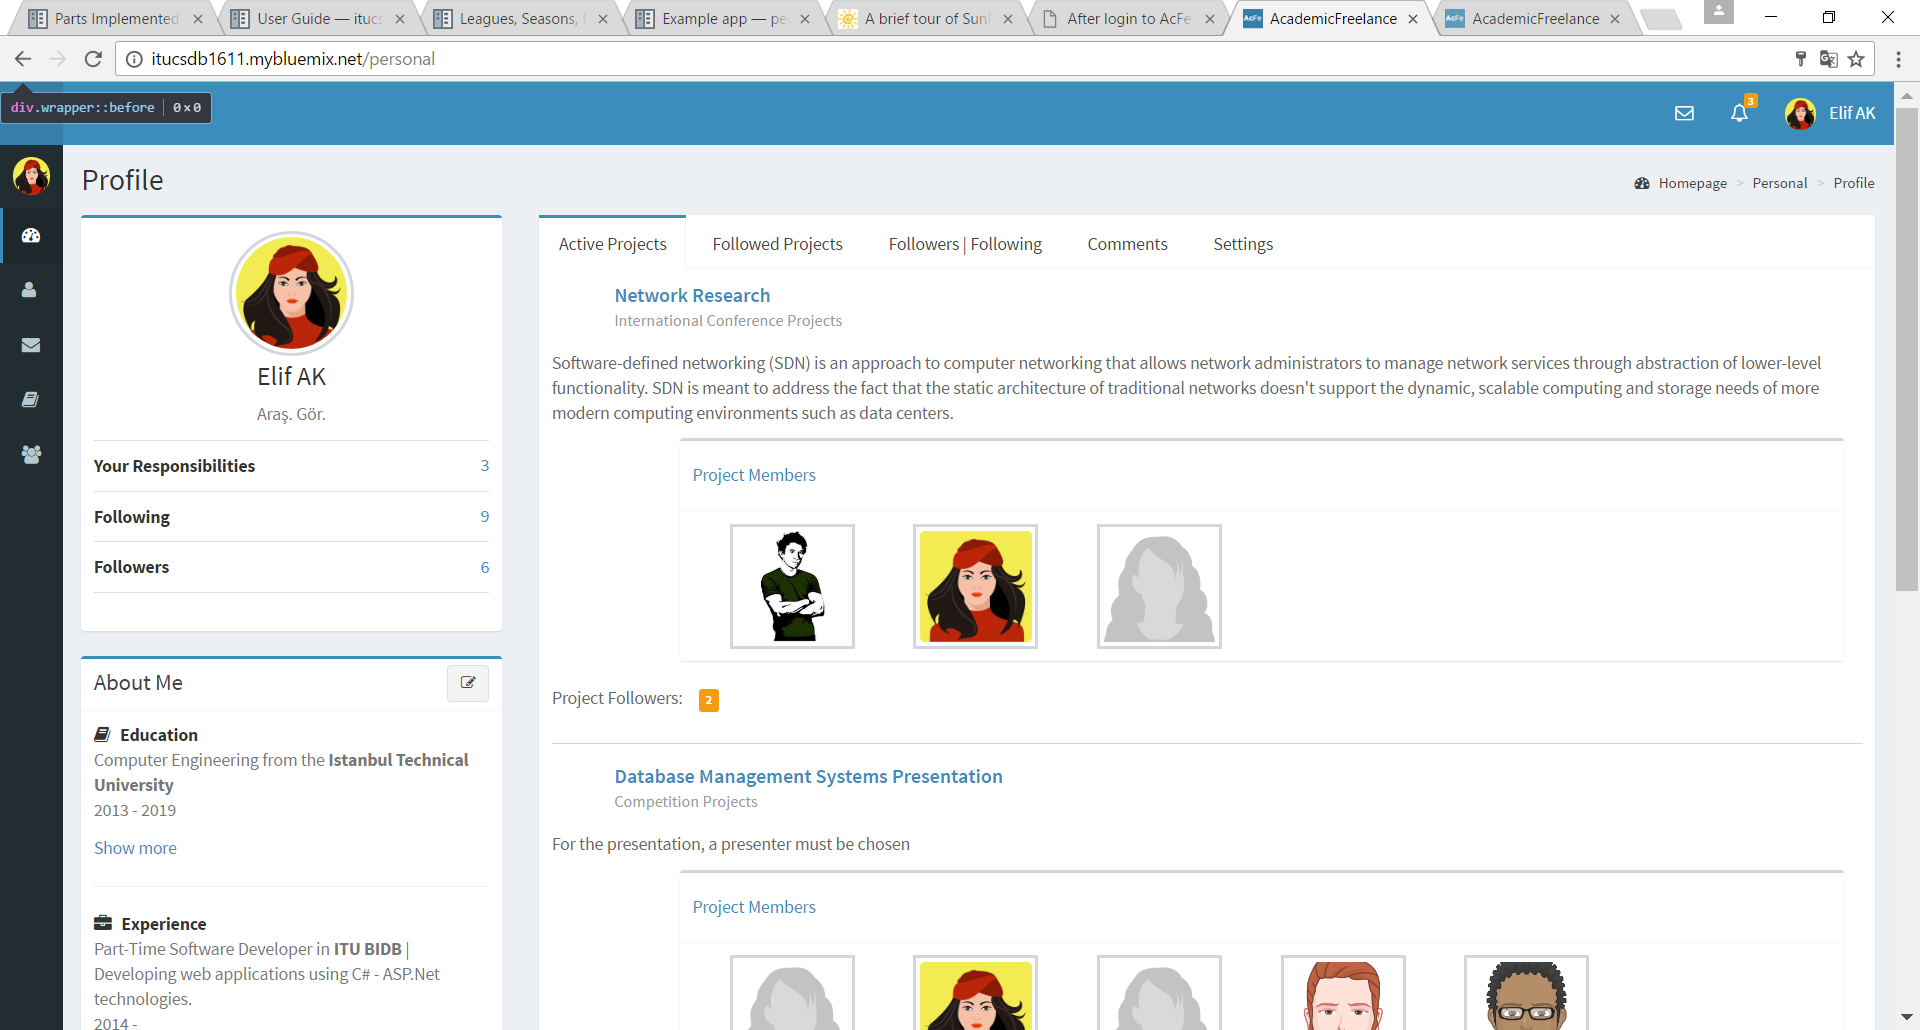 Parts Implemented
User Guide — itucs
Leagues, Seasons,
Example app — pe
A brief tour of Sun
After login to AcFe
AcFe AcademicFreelance
AcFe AcademicFreelance
itucsdb1611.mybluemix.net/personal
div.wrapper::before | 0×0
3
Elif AK
Profile
Homepage > Personal > Profile
Elif AK
Araş. Gör.
Your Responsibilities 3
Following 9
Followers 6
About Me
Education
Computer Engineering from the Istanbul Technical
University
2013 - 2019
Show more
Experience
Part-Time Software Developer in ITU BIDB |
Developing web applications using C# - ASP.Net
technologies.
2014 -
Active Projects Followed Projects Followers | Following Comments Settings
Network Research
International Conference Projects
Software-defined networking (SDN) is an approach to computer networking that allows network administrators to manage network services through abstraction of lower-level
functionality. SDN is meant to address the fact that the static architecture of traditional networks doesn't support the dynamic, scalable computing and storage needs of more
modern computing environments such as data centers.
Project Members
Project Followers: 2
Database Management Systems Presentation
Competition Projects
For the presentation, a presenter must be chosen
Project Members